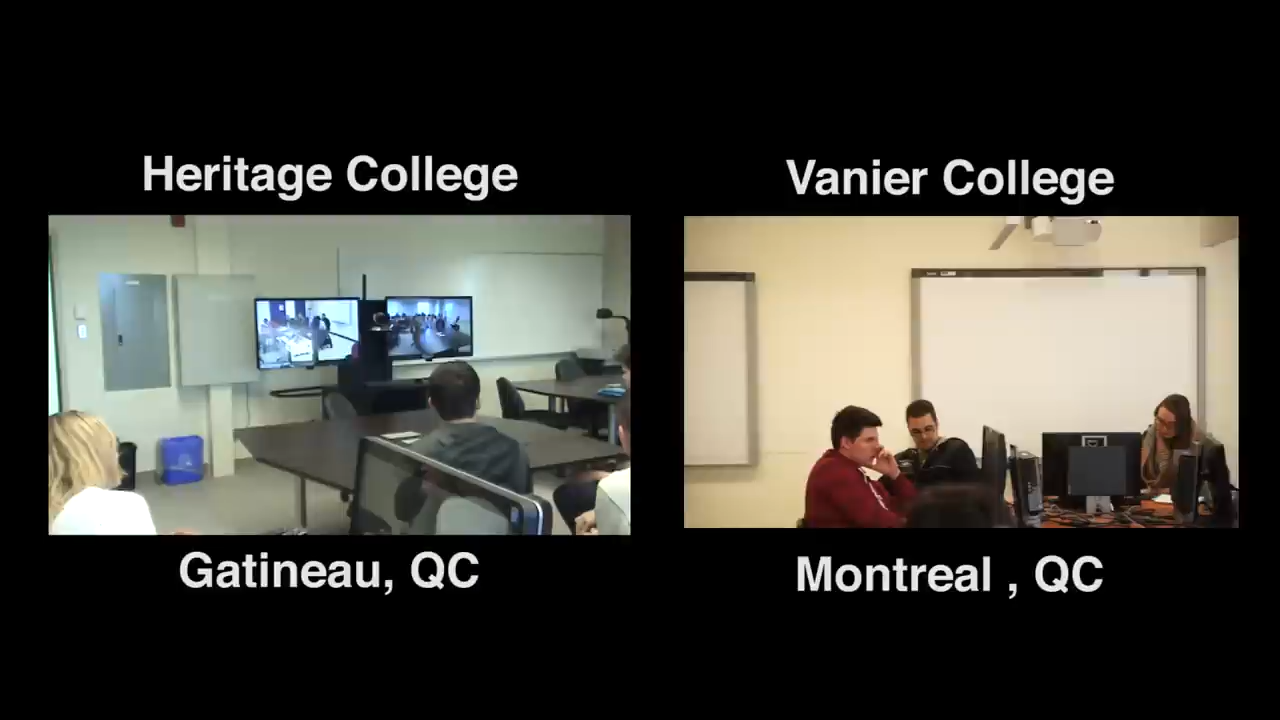 Heritage College
Vanier College
Gatineau, QC
Montreal , QC